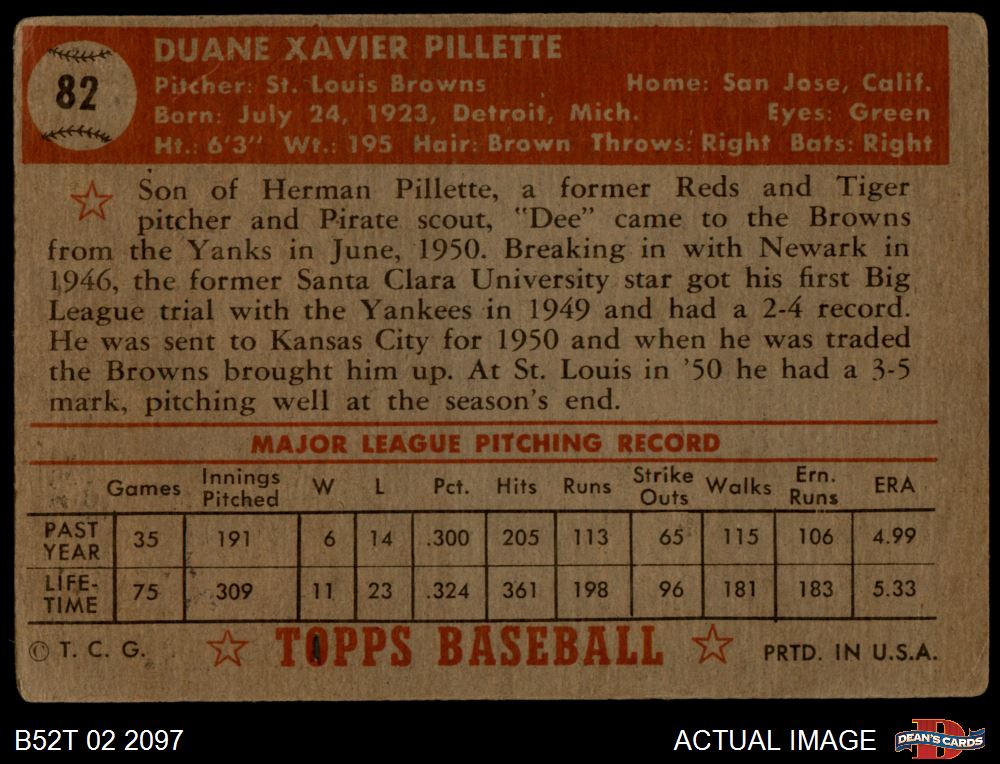 82
DUANE XAVIER PILLETTE
Pitcher: St. Louis Browns Home: San Jose, Calif.
Born: July 24, 1923, Detroit, Mich. Eyes: Green
Ht.: 6'3" Wt.: 195 Hair: Brown Throws: Right Bats: Right
Son of Herman Pillette, a former Reds and Tiger
pitcher and Pirate scout, "Dee" came to the Browns
from the Yanks in June, 1950. Breaking in with Newark in
1946, the former Santa Clara University star got his first Big
League trial with the Yankees in 1949 and had a 2-4 record.
He was sent to Kansas City for 1950 and when he was traded
the Browns brought him up. At St. Louis in '50 he had a 3-5
mark, pitching well at the season's end.
MAJOR LEAGUE PITCHING RECORD
Games Innings Pitched W L Pct. Hits Runs Strike Outs Walks Ern. Runs ERA
PAST YEAR 35 191 6 14 .300 205 113 65 115 106 4.99
LIFE-TIME 75 309 11 23 .324 361 198 96 181 183 5.33
© T. C. G. TOPPS BASEBALL PRTD. IN U.S.A.
B52T 02 2097 ACTUAL IMAGE DEAN'S CARDS